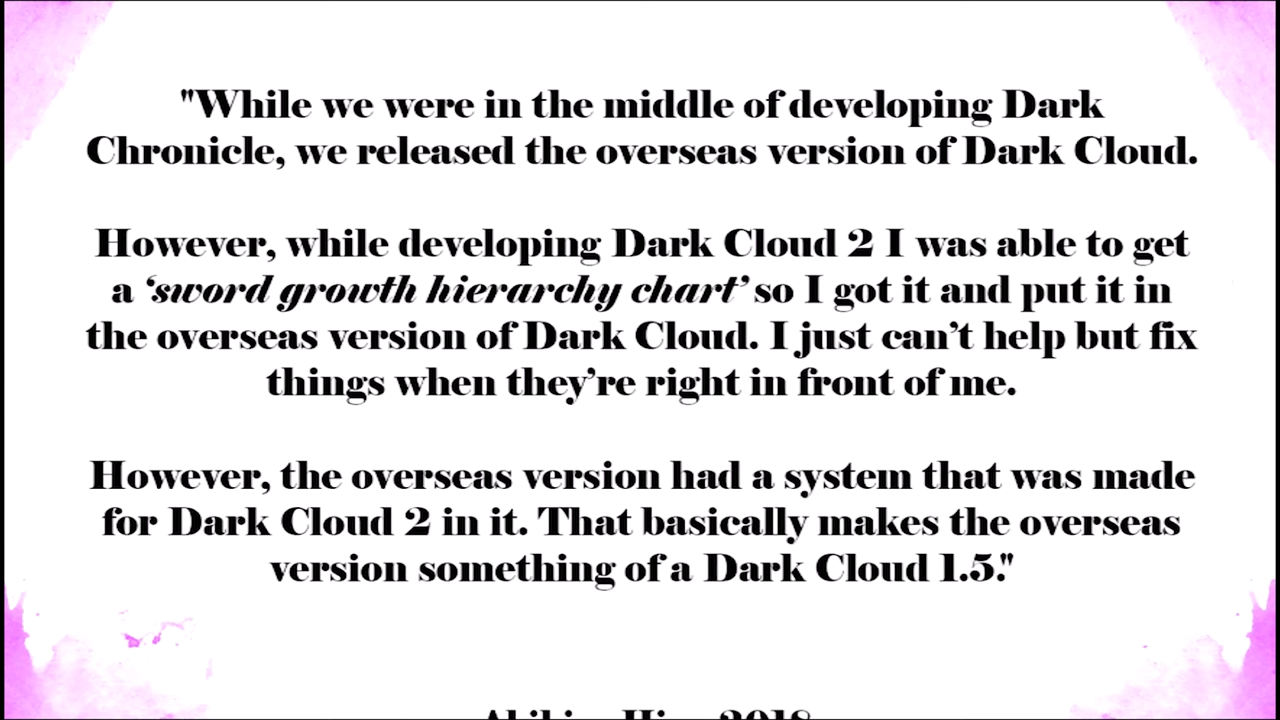 "While we were in the middle of developing Dark
Chronicle, we released the overseas version of Dark Cloud.
However, while developing Dark Cloud 2 I was able to get
a ‘sword growth hierarchy chart’ so I got it and put it in
the overseas version of Dark Cloud. I just can’t help but fix
things when they’re right in front of me.
However, the overseas version had a system that was made
for Dark Cloud 2 in it. That basically makes the overseas
version something of a Dark Cloud 1.5."
2018